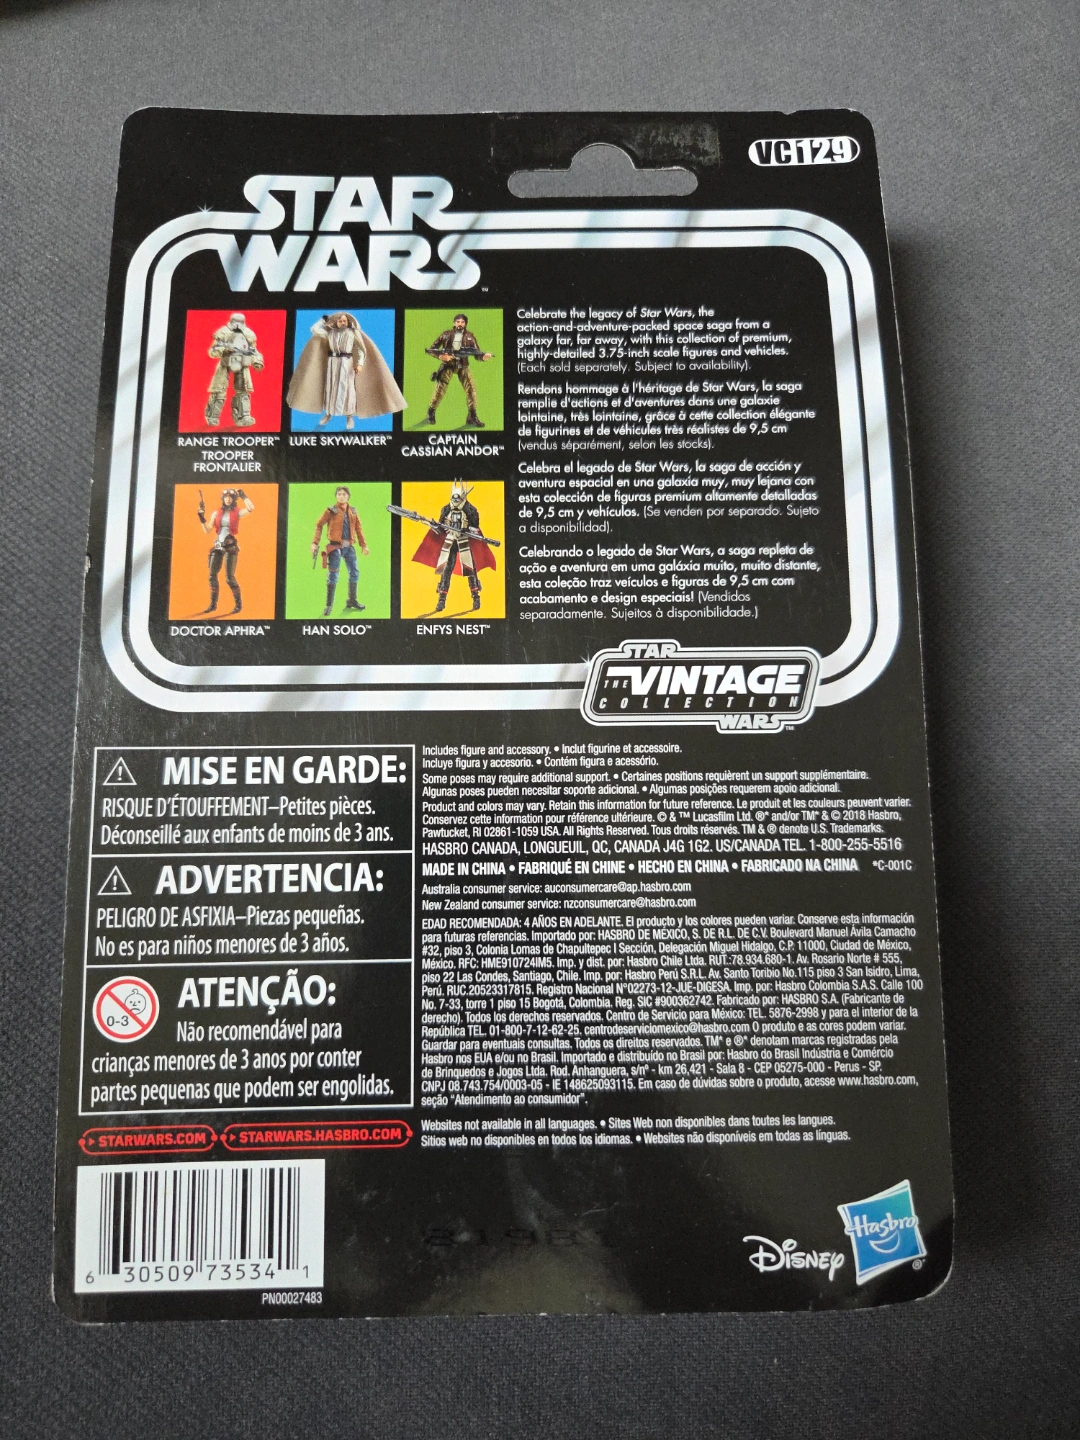 VC129
STAR
WARS™
RANGE TROOPER™
TROOPER
FRONTALIER
LUKE SKYWALKER™
CAPTAIN
CASSIAN ANDOR™
DOCTOR APHRA™
HAN SOLO™
ENFYS NEST™
Celebrate the legacy of Star Wars, the
action-and-adventure-packed space saga from a
galaxy far, far away, with this collection of premium,
highly-detailed 3.75-inch scale figures and vehicles.
(Each sold separately. Subject to availability).
Rendons hommage à l'héritage de Star Wars, la saga
remplie d'actions et d'aventures dans une galaxie
lointaine, très lointaine, grâce à cette collection élégante
de figurines et de véhicules très réalistes de 9,5 cm
(vendus séparément, selon les stocks).
Celebra el legado de Star Wars, la saga de acción y
aventura espacial en una galaxia muy, muy lejana con
esta colección de figuras premium altamente detalladas
de 9,5 cm y vehículos. (Se venden por separado. Sujeto
a disponibilidad).
Celebrando o legado de Star Wars, a saga repleta de
ação e aventura em uma galáxia muito, muito distante,
esta coleção traz veículos e figuras de 9,5 cm com
acabamento e design especiais! (Vendidos
separadamente. Sujeitos à disponibilidade.)
STAR
THE VINTAGE
COLLECTION
WARS™
MISE EN GARDE:
RISQUE D'ÉTOUFFEMENT–Petites pièces.
Déconseillé aux enfants de moins de 3 ans.
ADVERTENCIA:
PELIGRO DE ASFIXIA–Piezas pequeñas.
No es para niños menores de 3 años.
0-3
ATENÇÃO:
Não recomendável para
crianças menores de 3 anos por conter
partes pequenas que podem ser engolidas.
STARWARS.COM
STARWARS.HASBRO.COM
Includes figure and accessory. • Inclut figurine et accessoire.
Incluye figura y accesorio. • Contém figura e acessório.
Some poses may require additional support. • Certaines positions requièrent un support supplémentaire.
Algunas poses pueden necesitar soporte adicional. • Algumas posições requerem apoio adicional.
Product and colors may vary. Retain this information for future reference. Le produit et les couleurs peuvent varier.
Conservez cette information pour référence ultérieure. © & ™ Lucasfilm Ltd. ®* and/or TM* & © 2018 Hasbro,
Pawtucket, RI 02861-1059 USA. All Rights Reserved. Tous droits réservés. TM & ® denote U.S. Trademarks.
HASBRO CANADA, LONGUEUIL, QC, CANADA J4G 1G2. US/CANADA TEL. 1-800-255-5516
MADE IN CHINA • FABRIQUÉ EN CHINE • HECHO EN CHINA • FABRICADO NA CHINA *C-001C
Australia consumer service: auconsumercare@ap.hasbro.com
New Zealand consumer service: nzconsumercare@hasbro.com
EDAD RECOMENDADA: 4 AÑOS EN ADELANTE. El producto y los colores pueden variar. Conserve esta información
para futuras referencias. Importado por: HASBRO DE MÉXICO, S. DE R.L. DE C.V. Boulevard Manuel Ávila Camacho
#32, piso 3, Colonia Lomas de Chapultepec I Sección, Delegación Miguel Hidalgo, C.P. 11000, Ciudad de México,
México. RFC: HME910724IM5. Imp. y dist. por: Hasbro Chile Ltda. RUT.:78.934.680-1. Av. Rosario Norte # 555,
piso 22 Las Condes, Santiago, Chile. Imp. por: Hasbro Perú S.R.L. Av. Santo Toribio No.115 piso 3 San Isidro, Lima,
Perú. RUC.20523317815. Registro Nacional N°02273-12-JUE-DIGESA. Imp. por: Hasbro Colombia S.A.S. Calle 100
No. 7-33, torre 1 piso 15 Bogotá, Colombia. Reg. SIC #900362742. Fabricado por: HASBRO S.A. (Fabricante de
derecho). Todos los derechos reservados. Centro de Servicio para México: TEL. 5876-2998 y para el interior de la
República TEL. 01-800-7-12-62-25. centrodeserviciomexico@hasbro.com O produto e as cores podem variar.
Guardar para eventuais consultas. Todos os direitos reservados. TM* e ®* denotam marcas registradas pela
Hasbro nos EUA e/ou no Brasil. Importado e distribuído no Brasil por: Hasbro do Brasil Indústria e Comércio
de Brinquedos e Jogos Ltda. Rod. Anhanguera, s/nº - km 26,421 - Sala 8 - CEP 05275-000 - Perus - SP.
CNPJ 08.743.754/0003-05 - IE 148625093115. Em caso de dúvidas sobre o produto, acesse www.hasbro.com,
seção "Atendimento ao consumidor".
Websites not available in all languages. • Sites Web non disponibles dans toutes les langues.
Sitios web no disponibles en todos los idiomas. • Websites não disponíveis em todas as línguas.
6 30509 73534 1
PN00027483
Disney
Hasbro®